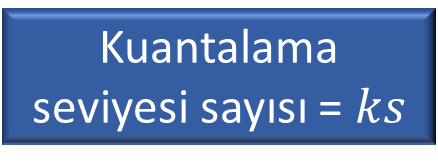 Kuantalama
seviyesi sayısı = ks